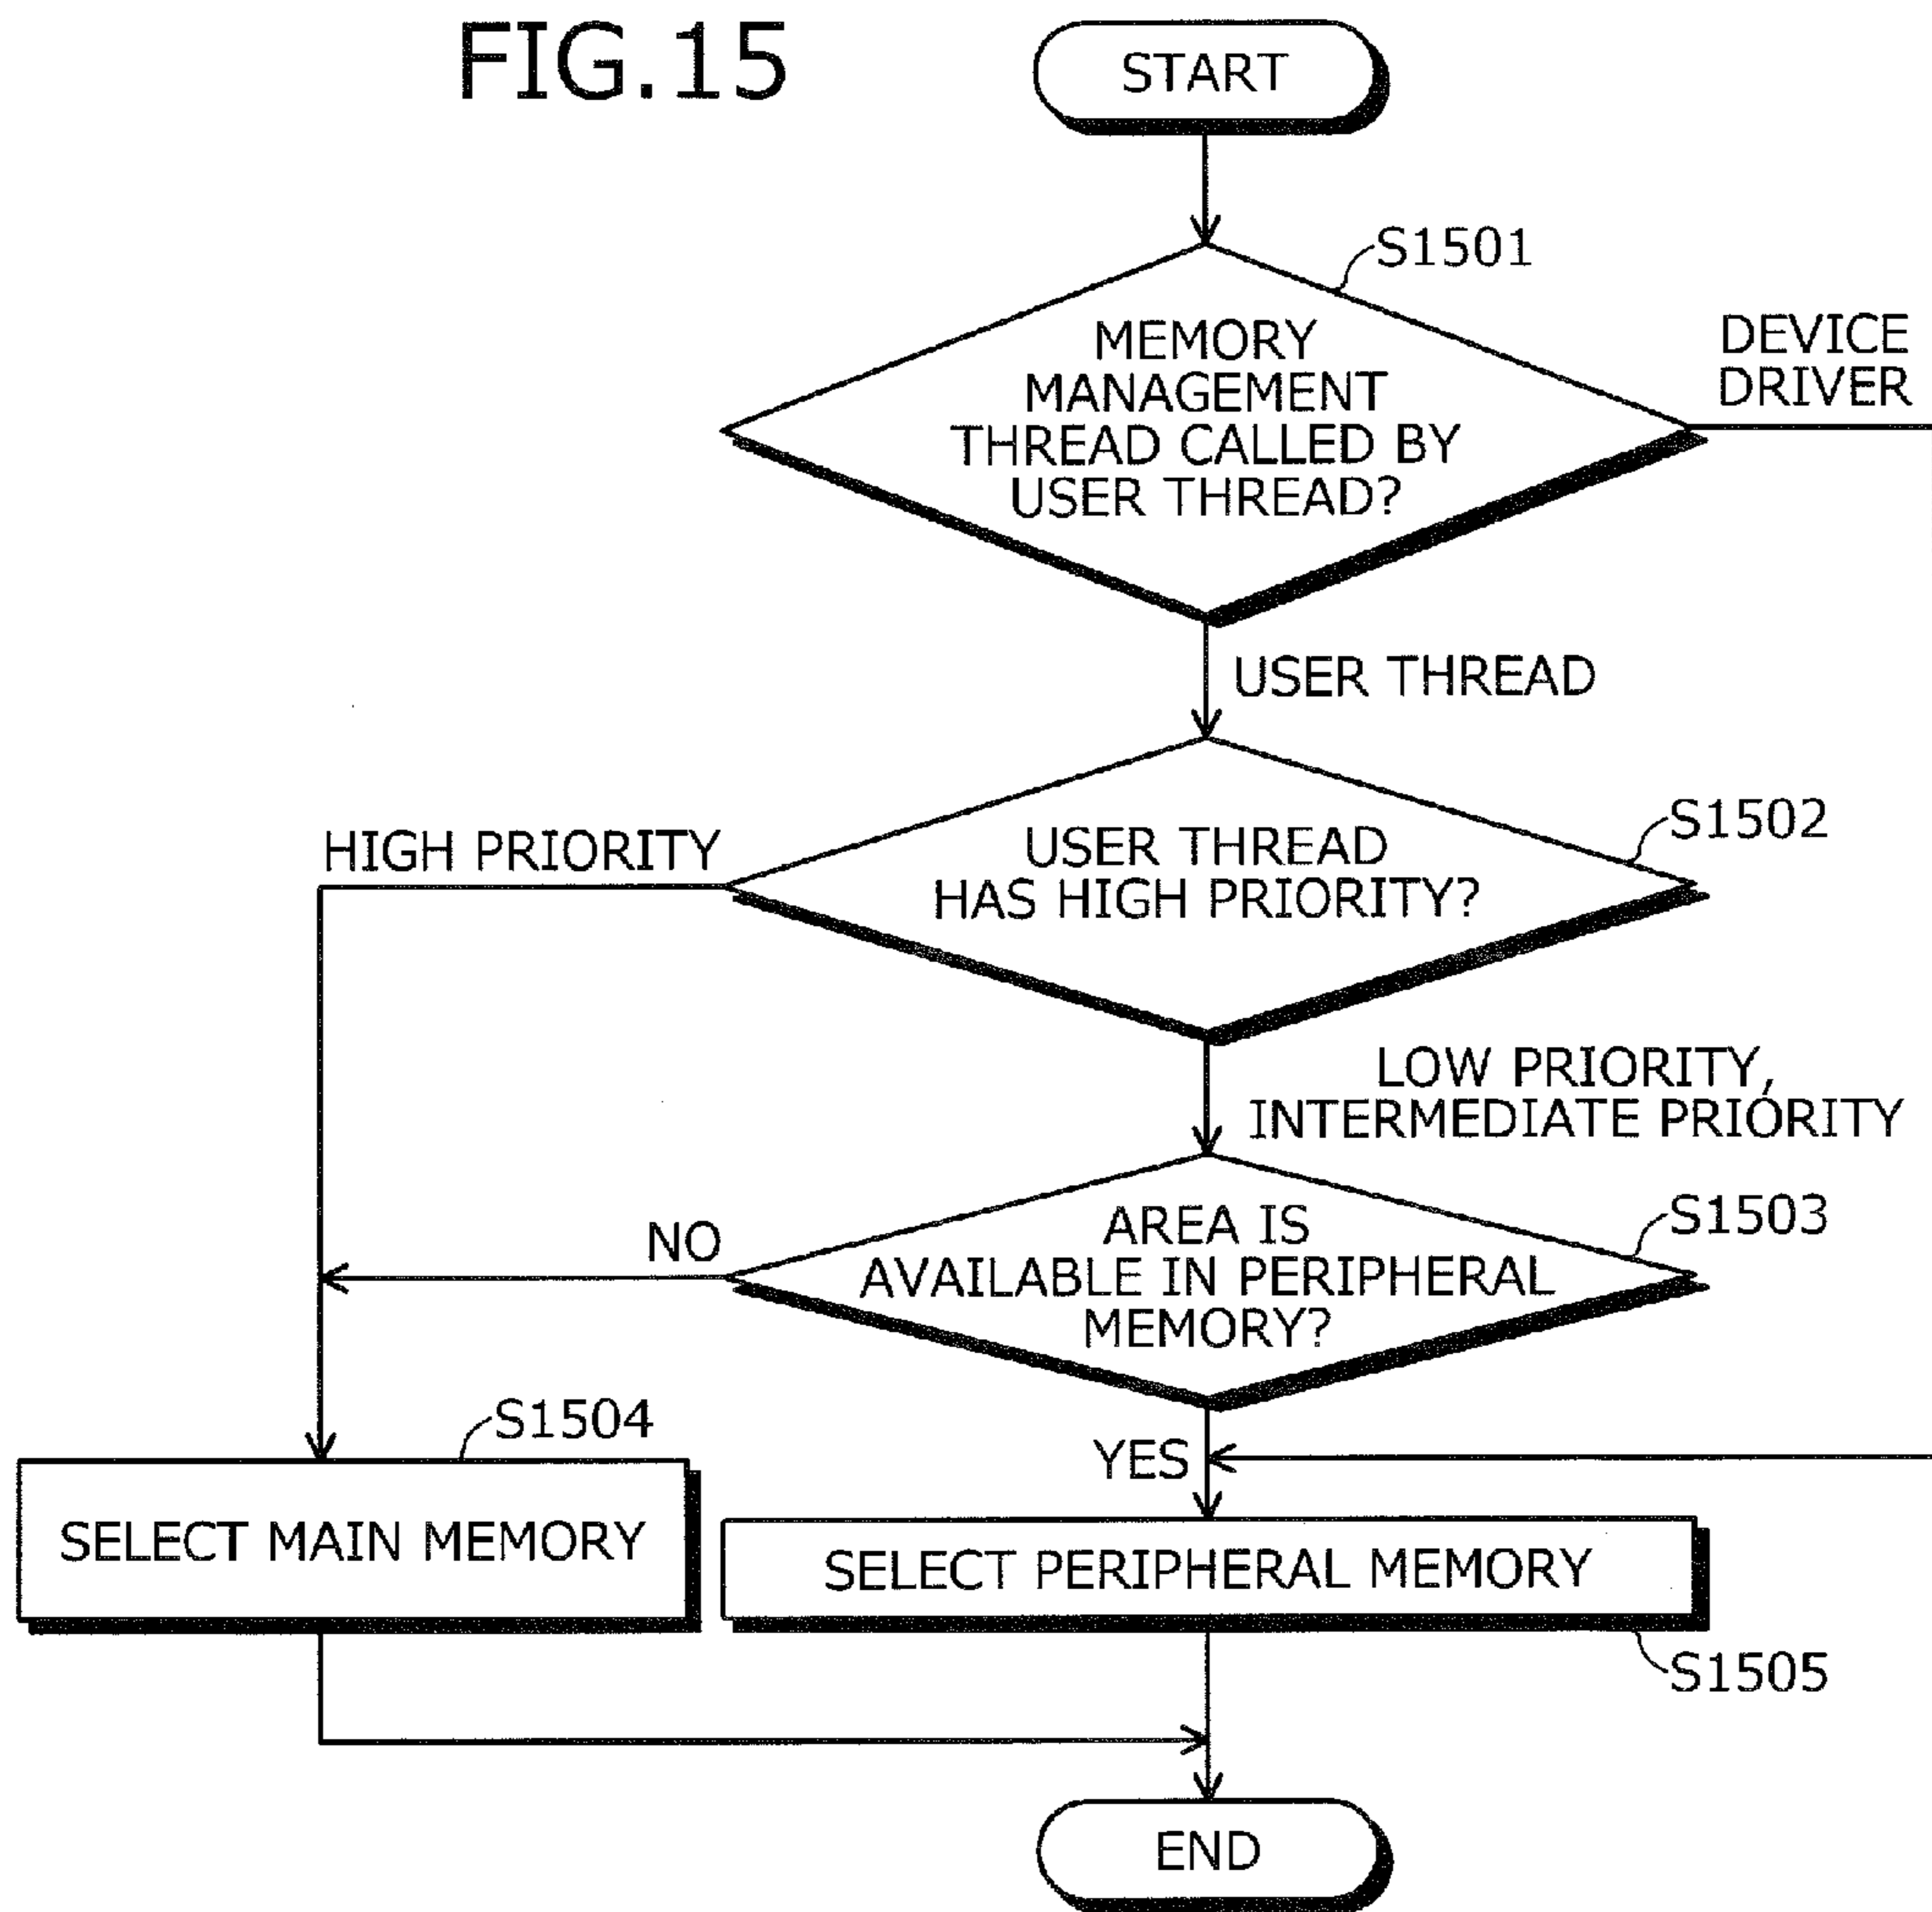 FIG.15
START
S1501
MEMORY
MANAGEMENT
THREAD CALLED BY
USER THREAD?
DEVICE
DRIVER
USER THREAD
S1502
HIGH PRIORITY
USER THREAD
HAS HIGH PRIORITY?
LOW PRIORITY,
INTERMEDIATE PRIORITY
S1503
NO
AREA IS
AVAILABLE IN PERIPHERAL
MEMORY?
S1504
YES
SELECT MAIN MEMORY
SELECT PERIPHERAL MEMORY
S1505
END